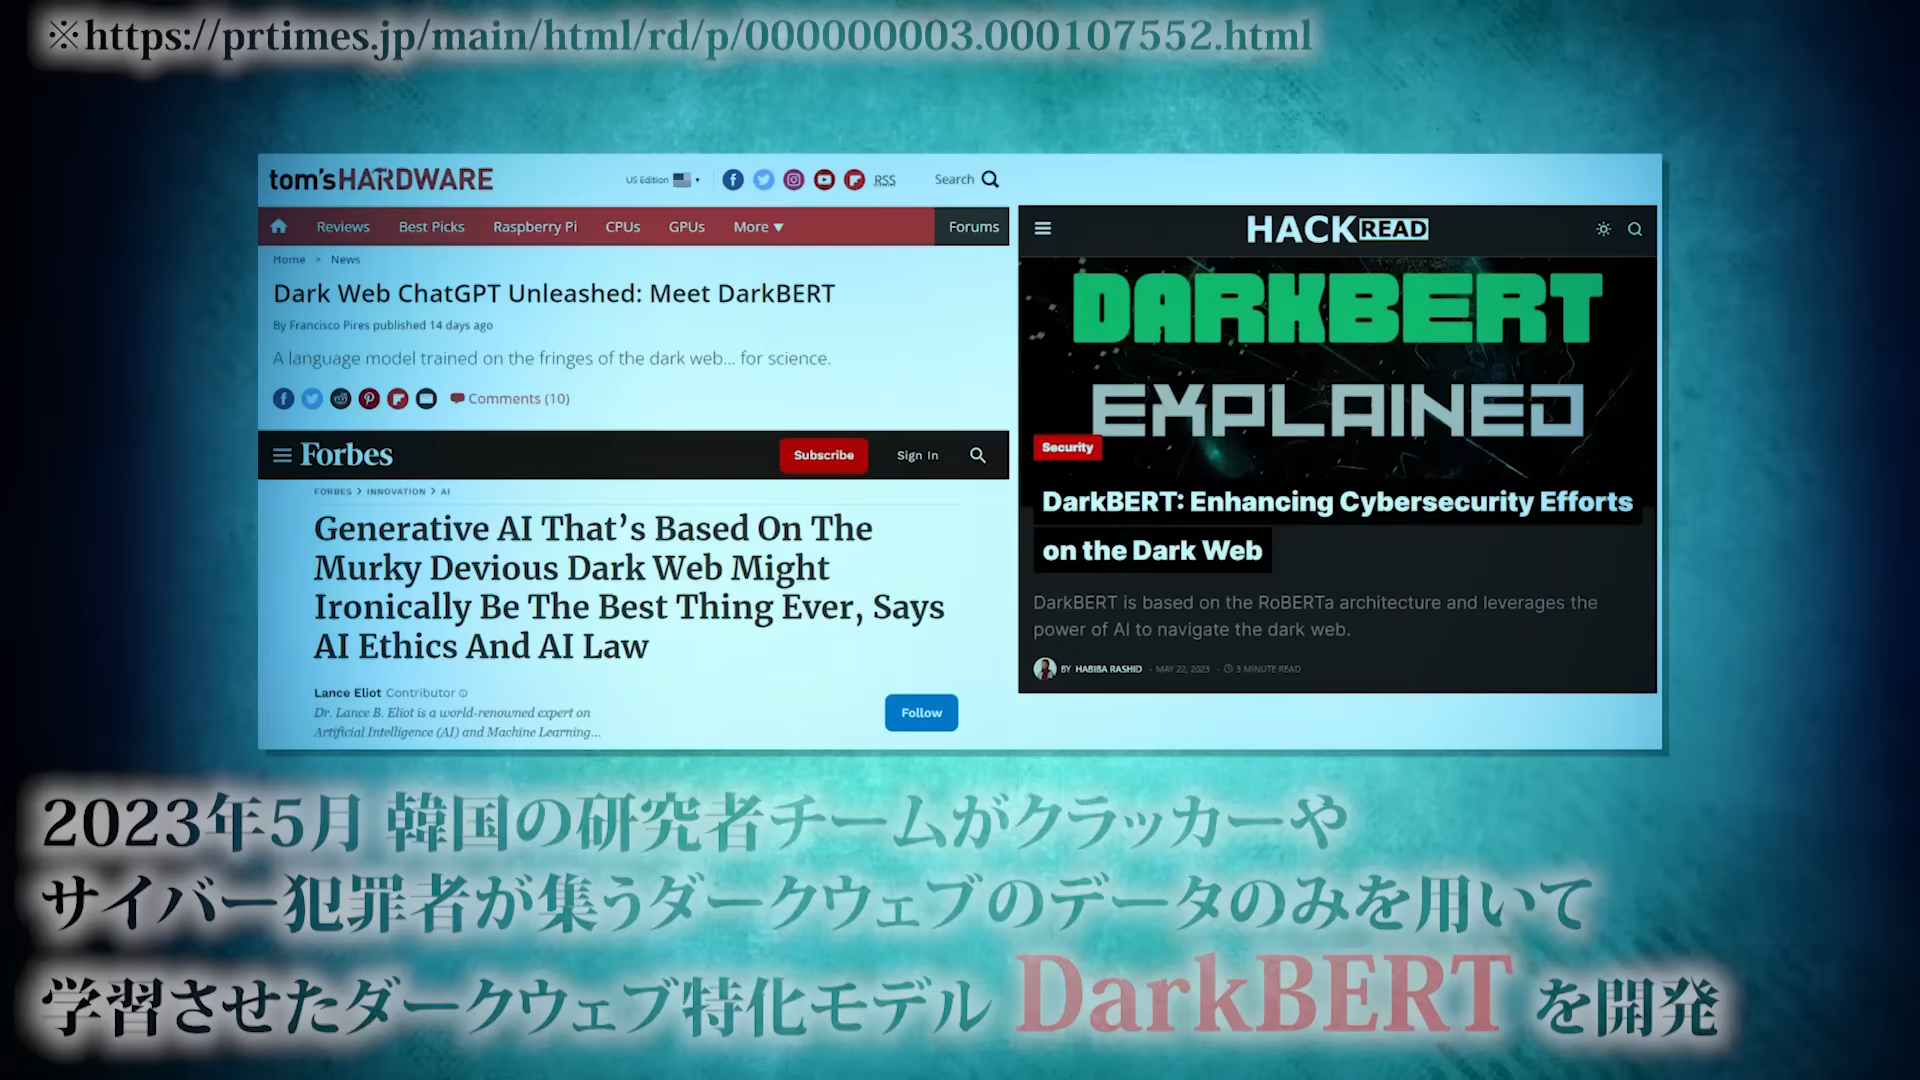 ※https://prtimes.jp/main/html/rd/p/000000003.000107552.html
tom'sHARDWARE
US Edition
RSS
Search
Reviews Best Picks Raspberry Pi CPUs GPUs More ▼ Forums
Home > News
Dark Web ChatGPT Unleashed: Meet DarkBERT
By Francisco Pires published 14 days ago
A language model trained on the fringes of the dark web... for science.
Comments (10)
Forbes
Subscribe
Sign In
FORBES > INNOVATION > AI
Generative AI That's Based On The
Murky Devious Dark Web Might
Ironically Be The Best Thing Ever, Says
AI Ethics And AI Law
Lance Eliot Contributor
Dr. Lance B. Eliot is a world-renowned expert on
Artificial Intelligence (AI) and Machine Learning...
Follow
HACKREAD
DARKBERT
EXPLAINED
Security
DarkBERT: Enhancing Cybersecurity Efforts
on the Dark Web
DarkBERT is based on the RoBERTa architecture and leverages the
power of AI to navigate the dark web.
BY HABIBA RASHID - MAY 22, 2023 - 3 MINUTE READ
2023年5月 韓国の研究者チームがクラッカーや
サイバー犯罪者が集うダークウェブのデータのみを用いて
学習させたダークウェブ特化モデル DarkBERT を開発